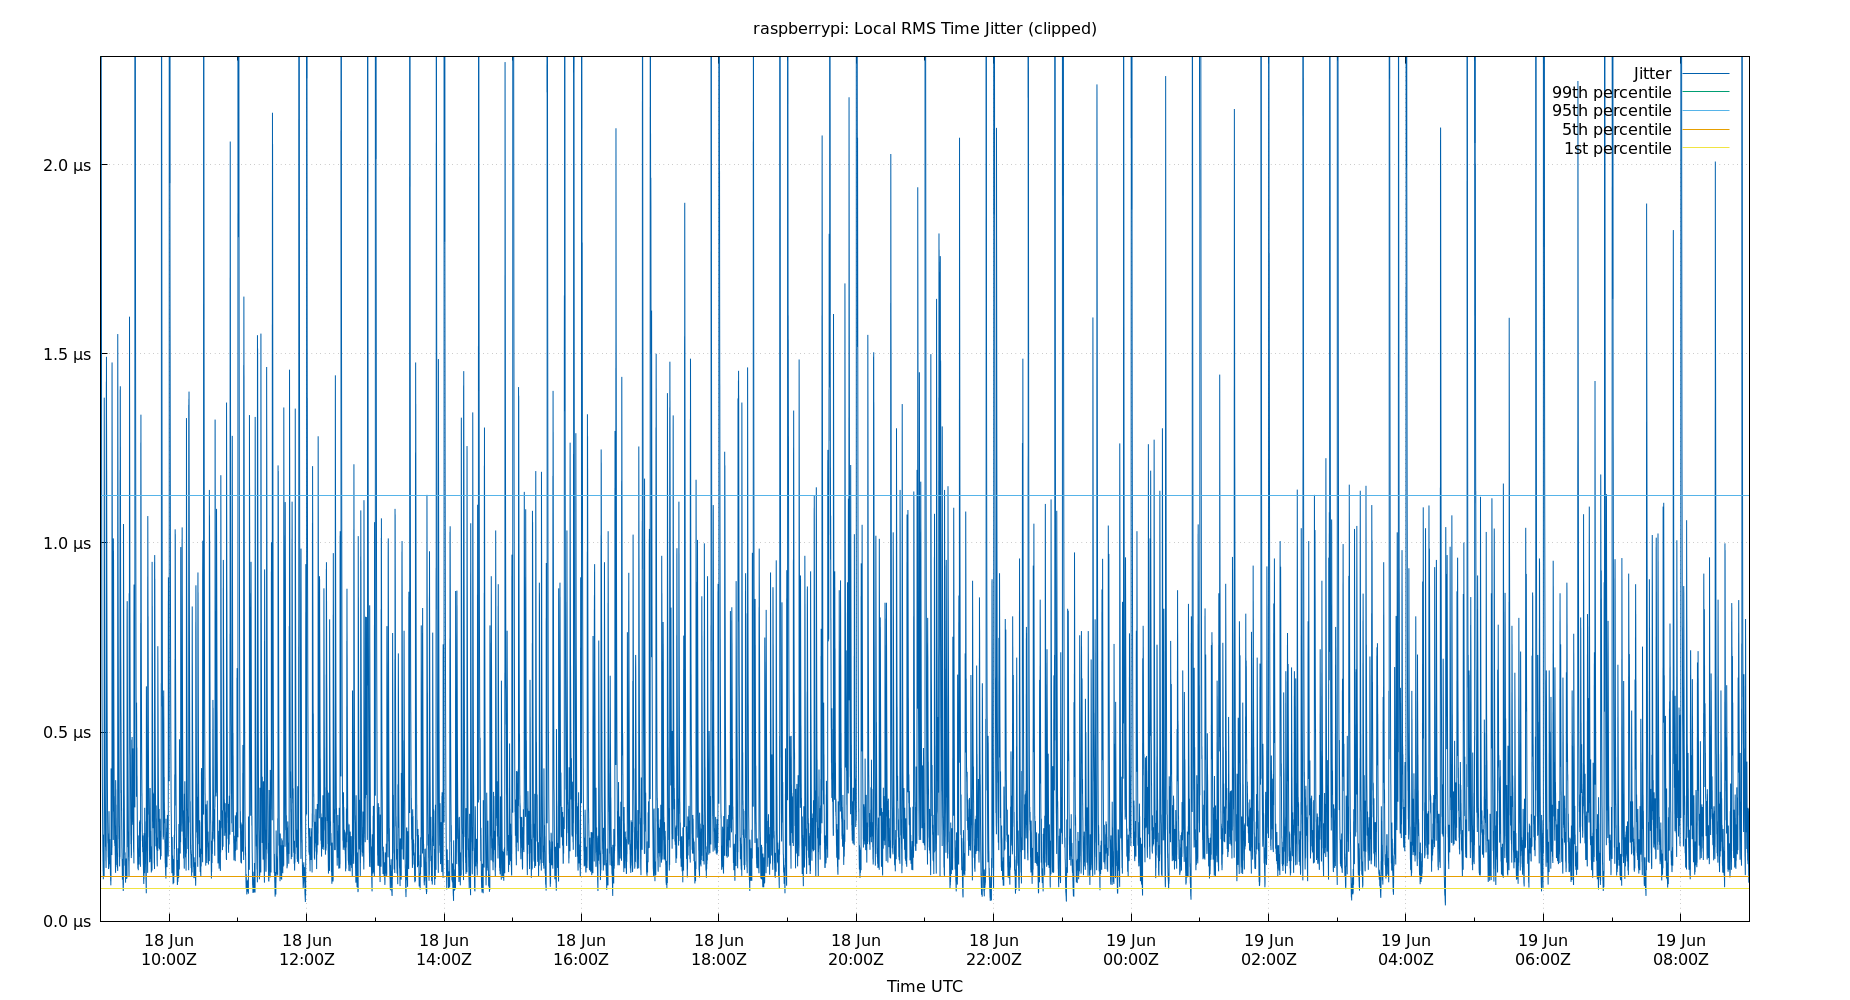 raspberrypi: Local RMS Time Jitter (clipped)
Jitter
99th percentile
95th percentile
5th percentile
1st percentile
2.0 µs
1.5 µs
1.0 µs
0.5 µs
0.0 µs
18 Jun 18 Jun 18 Jun 18 Jun 18 Jun 18 Jun 18 Jun 19 Jun 19 Jun 19 Jun 19 Jun 19 Jun
10:00Z 12:00Z 14:00Z 16:00Z 18:00Z 20:00Z 22:00Z 00:00Z 02:00Z 04:00Z 06:00Z 08:00Z
Time UTC